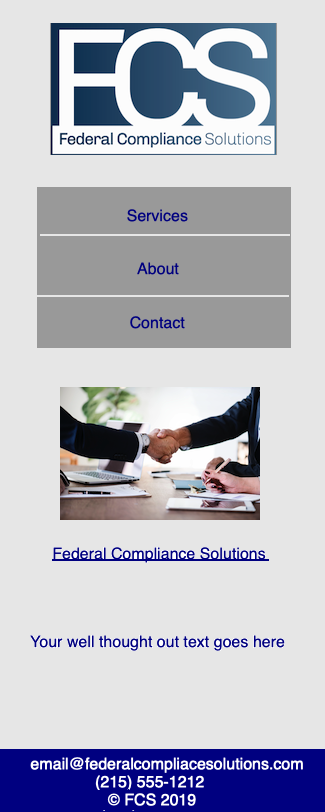 FCS
Federal Compliance Solutions
Services
About
Contact
Federal Compliance Solutions
Your well thought out text goes here
email@federalcompliacesolutions.com
(215) 555-1212
© FCS 2019